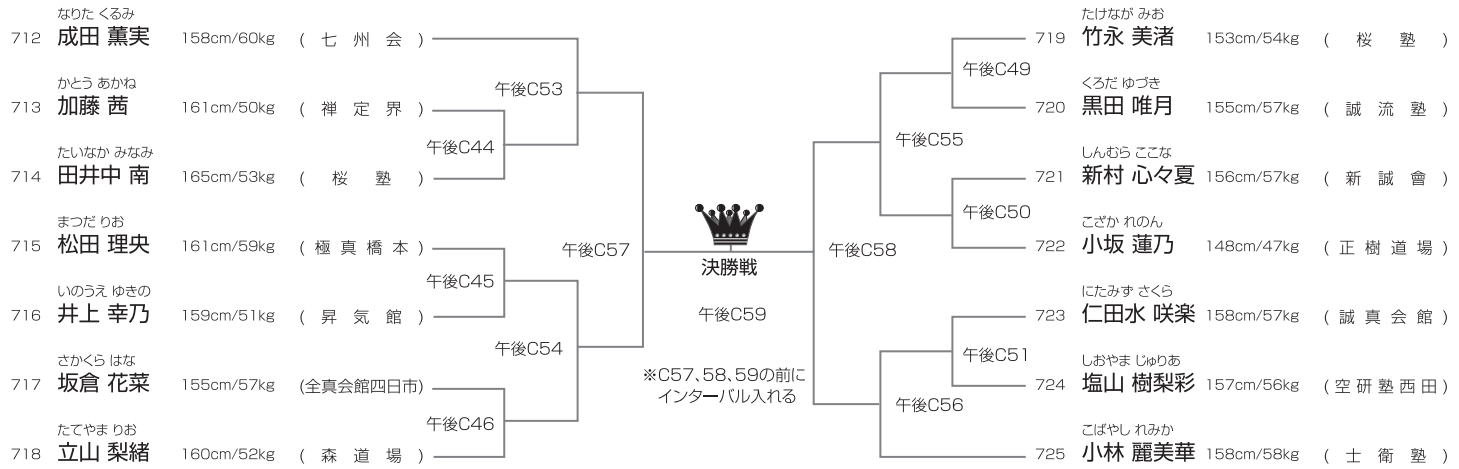 なりた くるみ
712 成田 薫実 158cm/60kg ( 七 州 会 )
かとう あかね
713 加藤 茜 161cm/50kg ( 禅 定 界 )
たいなか みなみ
714 田井中 南 165cm/53kg ( 桜 塾 )
まつだ りお
715 松田 理央 161cm/59kg ( 極 真 橋 本 )
いのうえ ゆきの
716 井上 幸乃 159cm/51kg ( 昇 気 館 )
さかくら はな
717 坂倉 花菜 155cm/57kg (全真会館四日市)
たてやま りお
718 立山 梨緒 160cm/52kg ( 森 道 場 )
午後C53
午後C44
午後C45
午後C54
午後C46
午後C57
決勝戦
午後C59
※C57、58、59の前に
インターバル入れる
午後C58
午後C49
午後C55
午後C50
午後C51
午後C56
たけなが みお
719 竹永 美渚 153cm/54kg ( 桜 塾 )
くろだ ゆづき
720 黒田 唯月 155cm/57kg ( 誠 流 塾 )
しんむら ここな
721 新村 心々夏 156cm/57kg ( 新 誠 會 )
こざか れのん
722 小坂 蓮乃 148cm/47kg ( 正 樹 道 場 )
にたみず さくら
723 仁田水 咲楽 158cm/57kg ( 誠 真 会 館 )
しおやま じゅりあ
724 塩山 樹梨彩 157cm/56kg ( 空 研 塾 西 田 )
こばやし れみか
725 小林 麗美華 158cm/58kg ( 士 衛 塾 )